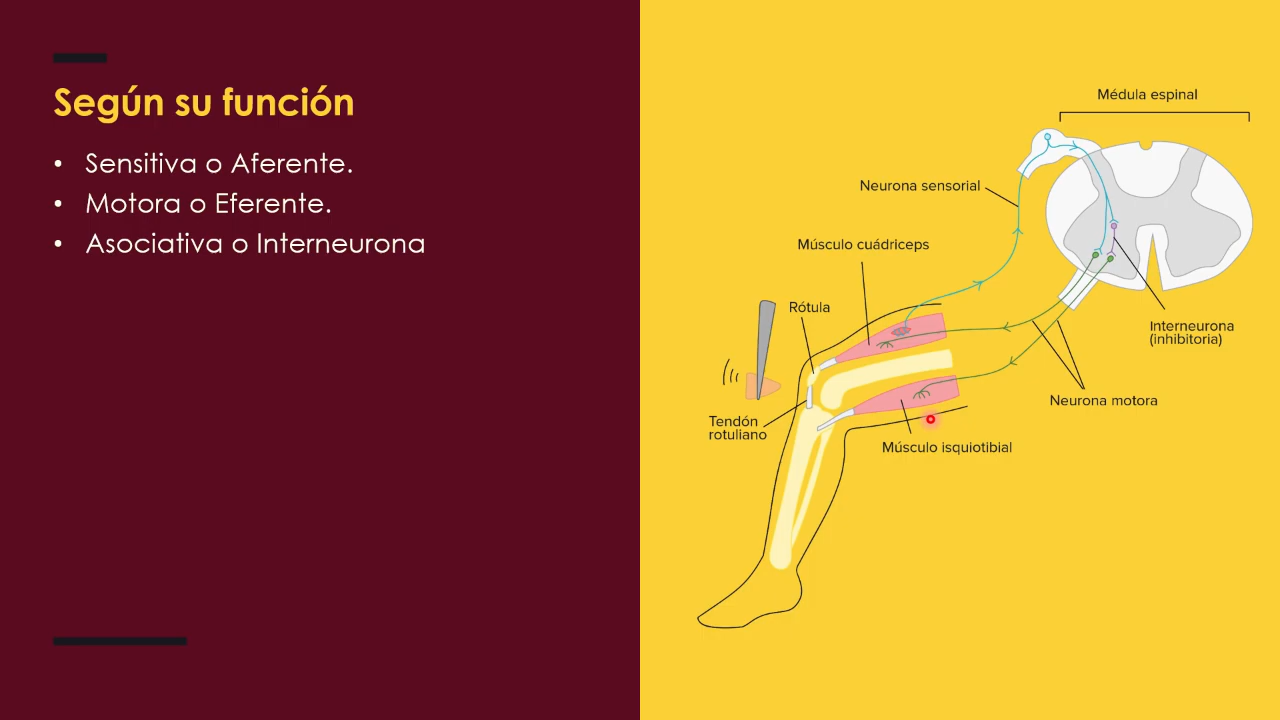 Según su función
• Sensitiva o Aferente.
• Motora o Eferente.
• Asociativa o Interneurona
Médula espinal
Neurona sensorial
Músculo cuádriceps
Rótula
Interneurona
(inhibitoria)
Neurona motora
Tendón
rotuliano
Músculo isquiotibial